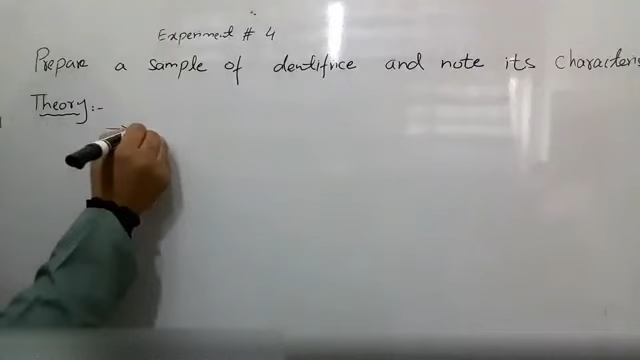 Experiment # 4
Prepare a sample of dentifrice and note its
Theory:-